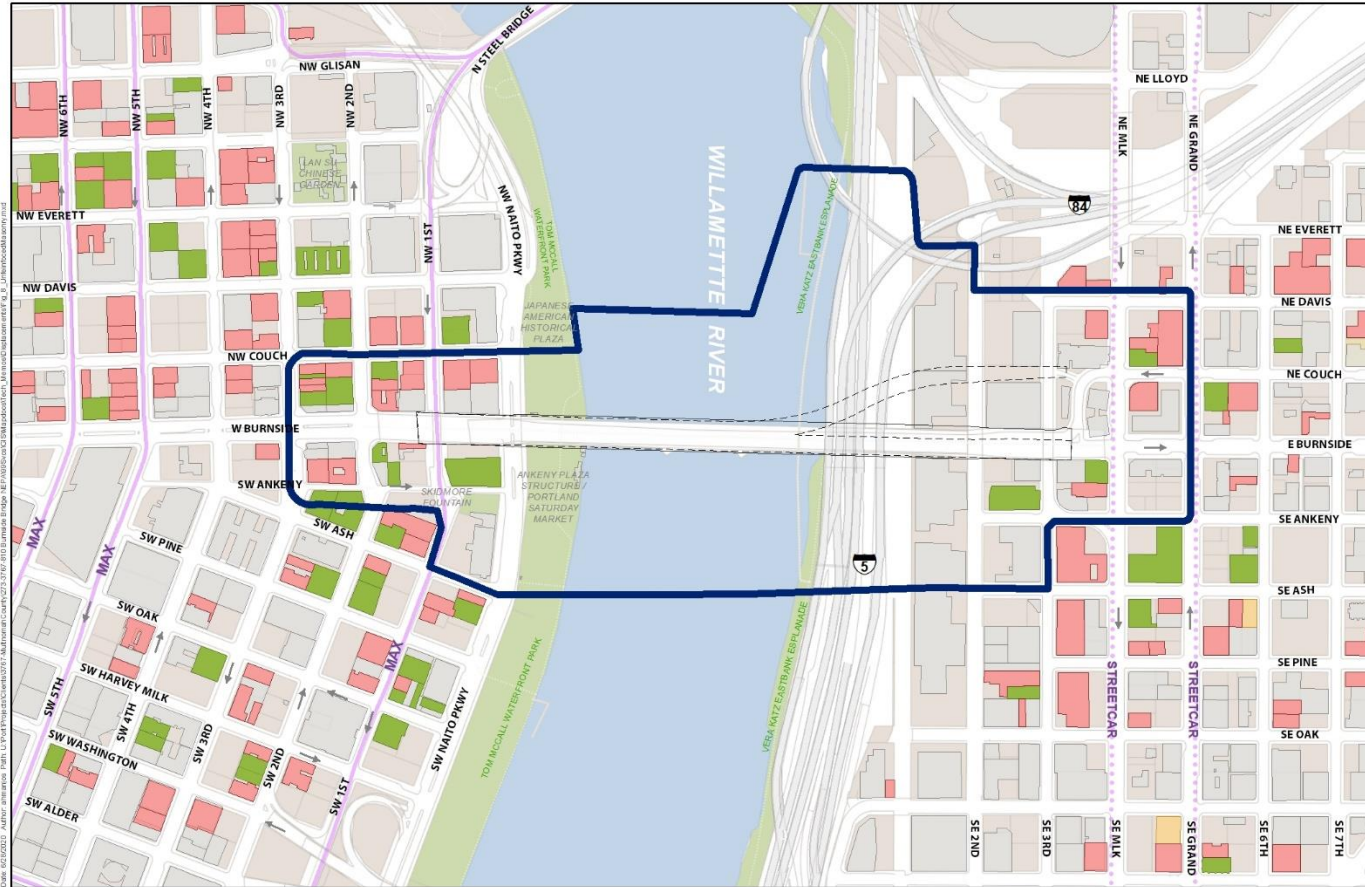 NW GLISAN
N STEEL BRIDGE
NE LLOYD
NW 6TH
NW 5TH
NW 4TH
NW 3RD
NW 2ND
NE MLK
NE GRAND
LAN SU
CHINESE
GARDEN
WILLAMETTTE RIVER
NW EVERETT
NW 1ST
NW NAITO PKWY
TOM MCCALL
WATERFRONT PARK
VERA KATZ EASTBANK ESPLANADE
84
NE EVERETT
NW DAVIS
JAPANESE
AMERICAN
HISTORICAL
PLAZA
NE DAVIS
NW COUCH
NE COUCH
W BURNSIDE
E BURNSIDE
SW ANKENY
SKIDMORE
FOUNTAIN
ANKENY PLAZA
STRUCTURE /
PORTLAND
SATURDAY
MARKET
SE ANKENY
SW ASH
SW PINE
MAX
MAX
5
SE ASH
SW OAK
MAX
VERA KATZ EASTBANK ESPLANADE
STREETCAR
STREETCAR
SE PINE
SW HARVEY MILK
SW 5TH
SW 4TH
SW 3RD
SW 2ND
SW 1ST
SW NAITO PKWY
TOM MCCALL WATERFRONT PARK
SE OAK
SW WASHINGTON
SW ALDER
SE 2ND
SE 3RD
SE MLK
SE GRAND
SE 6TH
SE 7TH